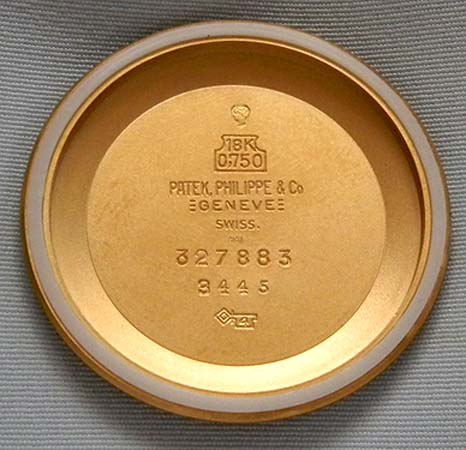 18K
0,750
PATEK, PHILIPPE & Co
GENEVE
SWISS.
327883
3445